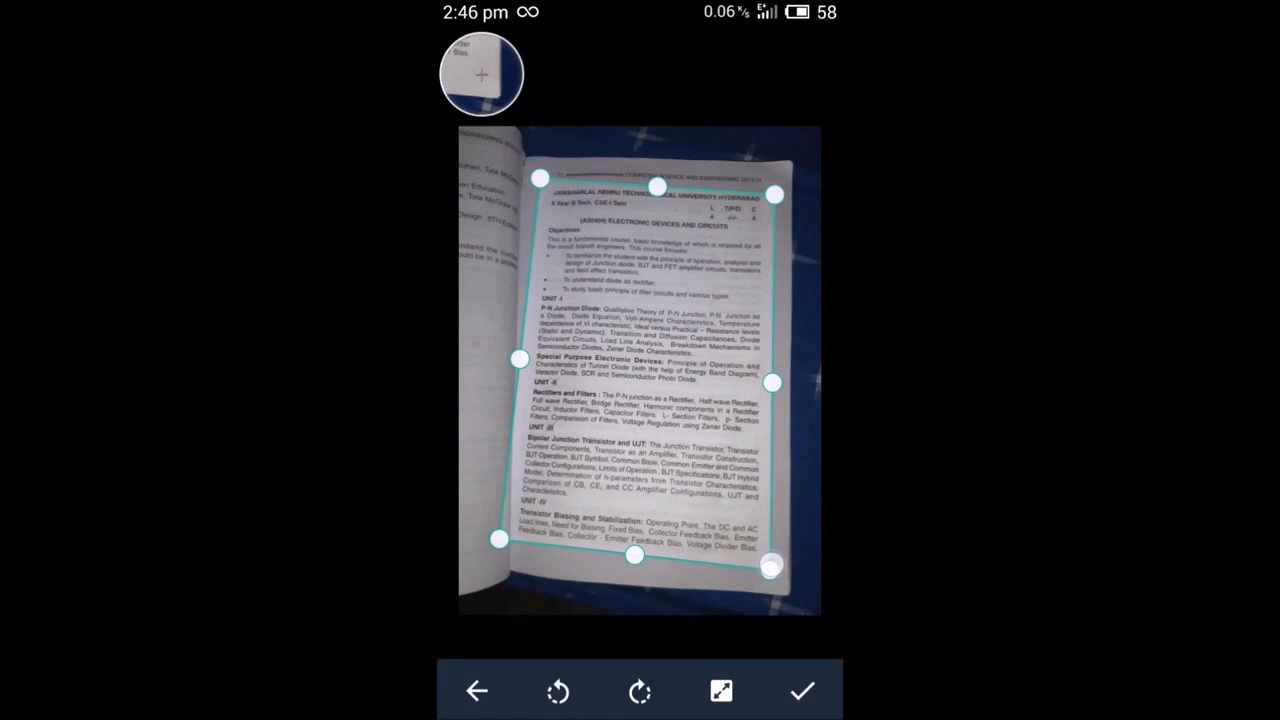 2:46 pm
0.06 K/s
58
Bias,
COMPUTER SCIENCE AND ENGINEERING 2013-14
JAWAHARLAL NEHRU TECHNOLOGICAL UNIVERSITY HYDERABAD
II Year B.Tech. CSE-I Sem
L T/P/D C
4 -/-/- 4
(A30404) ELECTRONIC DEVICES AND CIRCUITS
Objectives:
This is a fundamental course, basic knowledge of which is required by all
the circuit branch engineers. This course focuses:
• To familiarize the student with the principle of operation, analysis and
design of Junction diode, BJT and FET amplifier circuits, transistors
and field effect transistors.
• To understand diode as rectifier.
• To study basic principle of filter circuits and various types
UNIT -I
P-N Junction Diode: Qualitative Theory of P-N Junction, P-N Junction as
a Diode, Diode Equation, Volt-Ampere Characteristics, Temperature
dependence of VI characteristic, Ideal versus Practical – Resistance levels
(Static and Dynamic), Transition and Diffusion Capacitances, Diode
Equivalent Circuits, Load Line Analysis, Breakdown Mechanisms in
Semiconductor Diodes, Zener Diode Characteristics.
Special Purpose Electronic Devices: Principle of Operation and
Characteristics of Tunnel Diode (with the help of Energy Band Diagram),
Varactor Diode, SCR and Semiconductor Photo Diode.
UNIT -II
Rectifiers and Filters : The P-N junction as a Rectifier, Half wave Rectifier,
Full wave Rectifier, Bridge Rectifier, Harmonic components in a Rectifier
Circuit, Inductor Filters, Capacitor Filters, L- Section Filters, p- Section
Filters, Comparision of Filters, Voltage Regulation using Zener Diode.
UNIT -III
Bipolar Junction Transistor and UJT: The Junction Transistor, Transistor
Current Components, Transistor as an Amplifier, Transistor Construction,
BJT Operation, BJT Symbol, Common Base, Common Emitter and Common
Collector Configurations, Limits of Operation, BJT Specifications, BJT Hybrid
Model, Determination of h-parameters from Transistor Characteristics,
Comparison of CB, CE, and CC Amplifier Configurations, UJT and
Characteristics.
UNIT -IV
Transistor Biasing and Stabilization: Operating Point, The DC and AC
Load lines, Need for Biasing, Fixed Bias, Collector Feedback Bias, Emitter
Feedback Bias, Collector - Emitter Feedback Bias, Voltage Divider Bias,